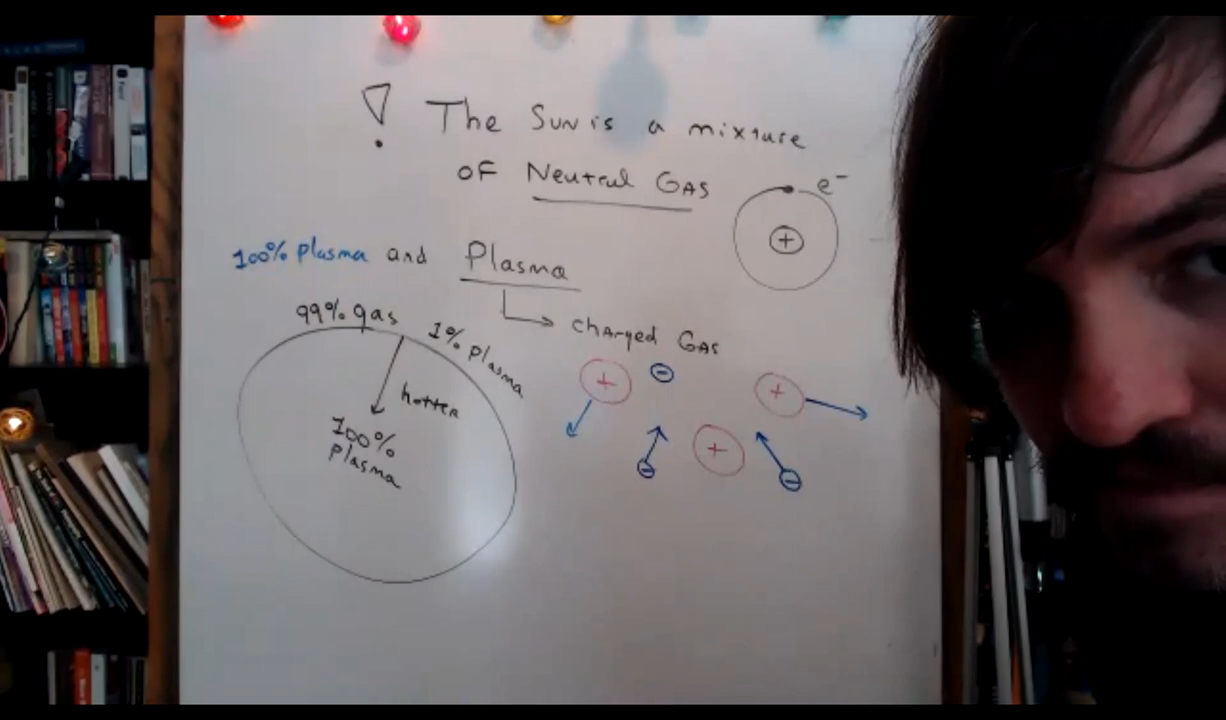 ! The Sun is a mixture
of Neutral Gas
e⁻
+
100% plasma and Plasma
99% gas
1% plasma
charged Gas
hotter
100%
plasma
+ − +
− + −